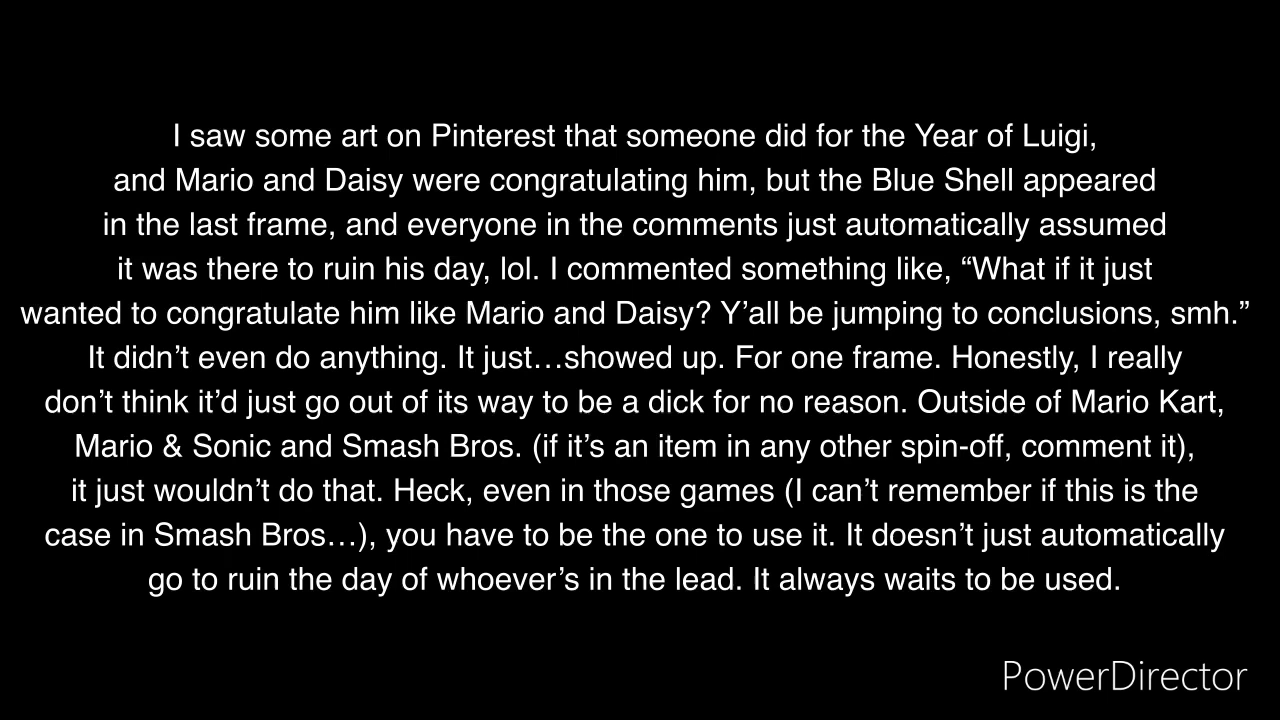 I saw some art on Pinterest that someone did for the Year of Luigi,
and Mario and Daisy were congratulating him, but the Blue Shell appeared
in the last frame, and everyone in the comments just automatically assumed
it was there to ruin his day, lol. I commented something like, “What if it just
wanted to congratulate him like Mario and Daisy? Y’all be jumping to conclusions, smh.”
It didn’t even do anything. It just…showed up. For one frame. Honestly, I really
don’t think it’d just go out of its way to be a dick for no reason. Outside of Mario Kart,
Mario & Sonic and Smash Bros. (if it’s an item in any other spin-off, comment it),
it just wouldn’t do that. Heck, even in those games (I can’t remember if this is the
case in Smash Bros…), you have to be the one to use it. It doesn’t just automatically
go to ruin the day of whoever’s in the lead. It always waits to be used.
PowerDirector